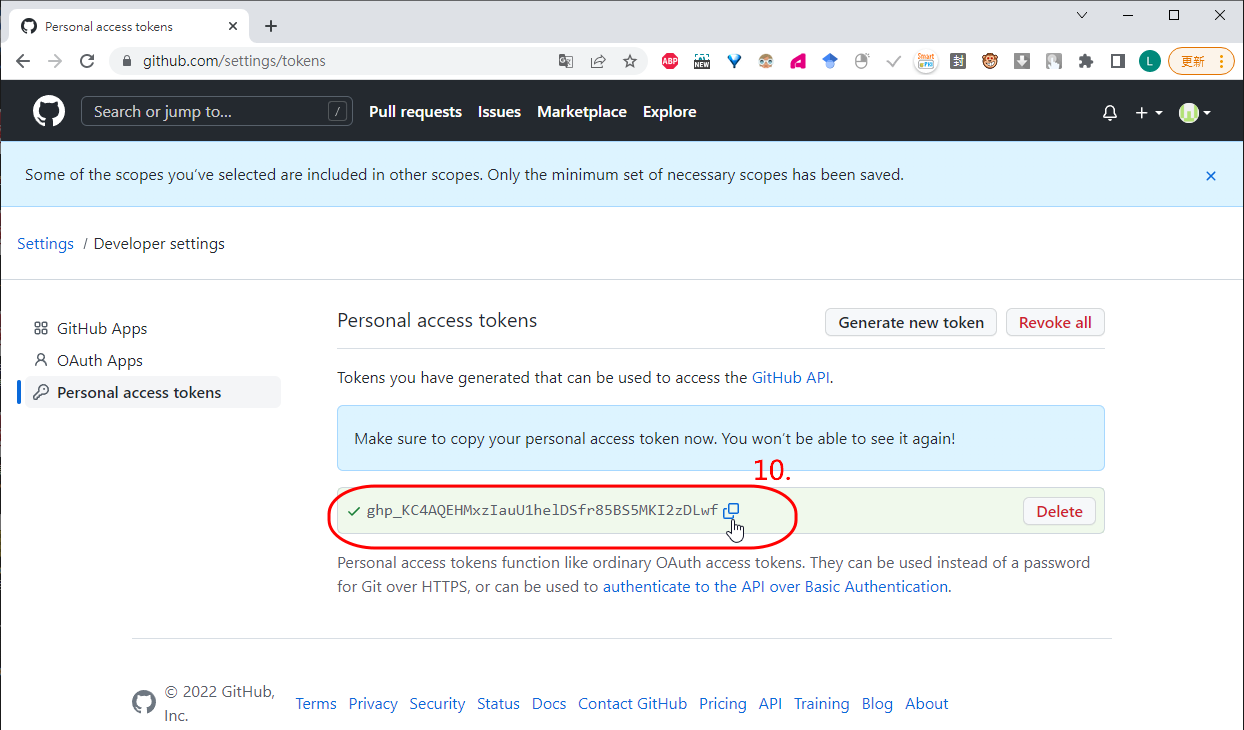 Personal access tokens
github.com/settings/tokens
ABP
NEW
Smart
PIO
封
L
更新
Search or jump to...
/
Pull requests
Issues
Marketplace
Explore
Some of the scopes you've selected are included in other scopes. Only the minimum set of necessary scopes has been saved.
Settings / Developer settings
GitHub Apps
OAuth Apps
Personal access tokens
Personal access tokens
Generate new token
Revoke all
Tokens you have generated that can be used to access the GitHub API.
Make sure to copy your personal access token now. You won't be able to see it again!
10.
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
Delete
Personal access tokens function like ordinary OAuth access tokens. They can be used instead of a password
for Git over HTTPS, or can be used to authenticate to the API over Basic Authentication.
© 2022 GitHub,
Inc.
Terms
Privacy
Security
Status
Docs
Contact GitHub
Pricing
API
Training
Blog
About